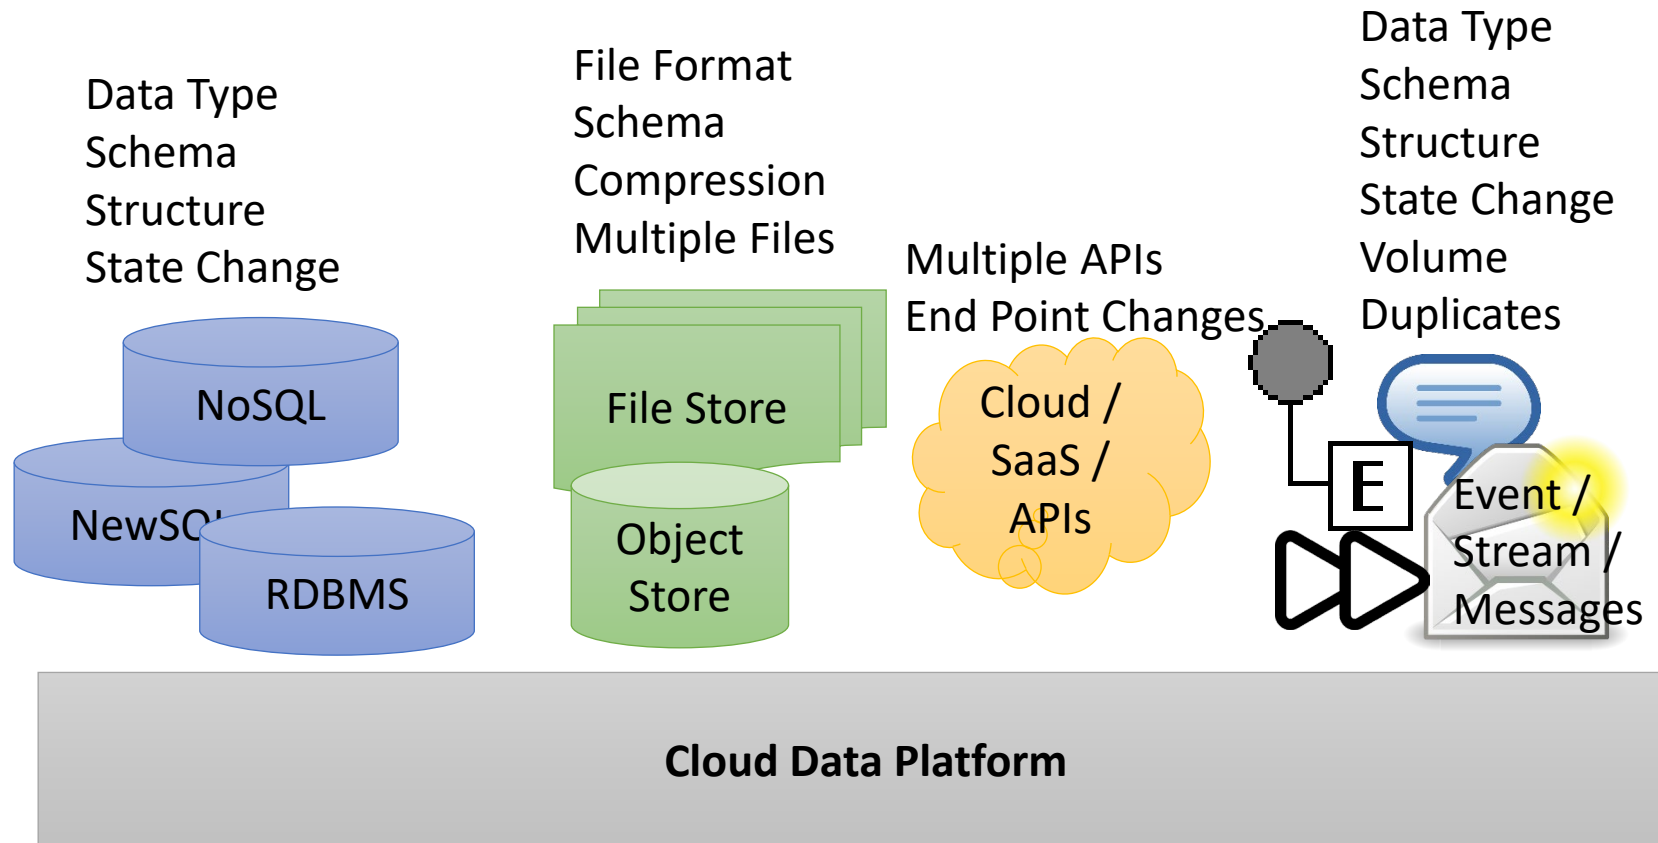 Data Type
Schema
Structure
State Change
NoSQL
NewSQL
RDBMS
File Format
Schema
Compression
Multiple Files
File Store
Object
Store
Multiple APIs
End Point Changes
Cloud /
SaaS /
APIs
Data Type
Schema
Structure
State Change
Volume
Duplicates
E
Event /
Stream /
Messages
Cloud Data Platform